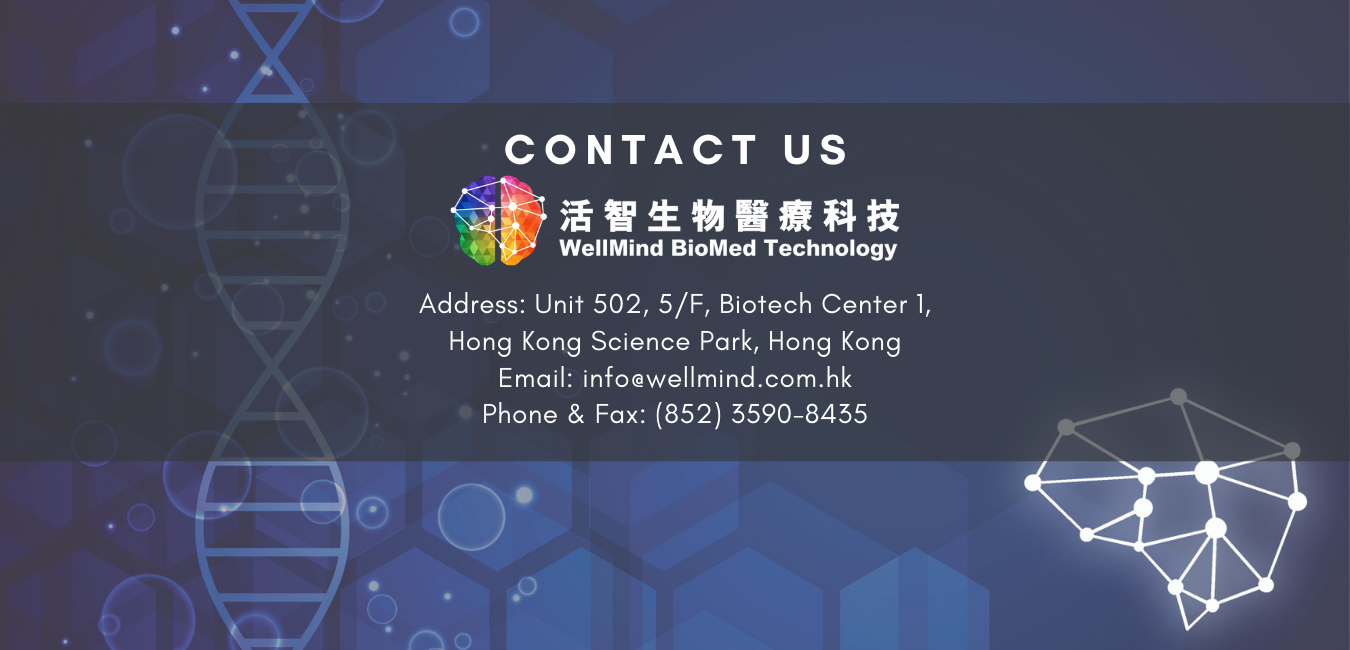 CONTACT US
活智生物醫療科技
WellMind BioMed Technology
Address: Unit 502, 5/F, Biotech Center 1,
Hong Kong Science Park, Hong Kong
Email: info@wellmind.com.hk
Phone & Fax: (852) 3590-8435